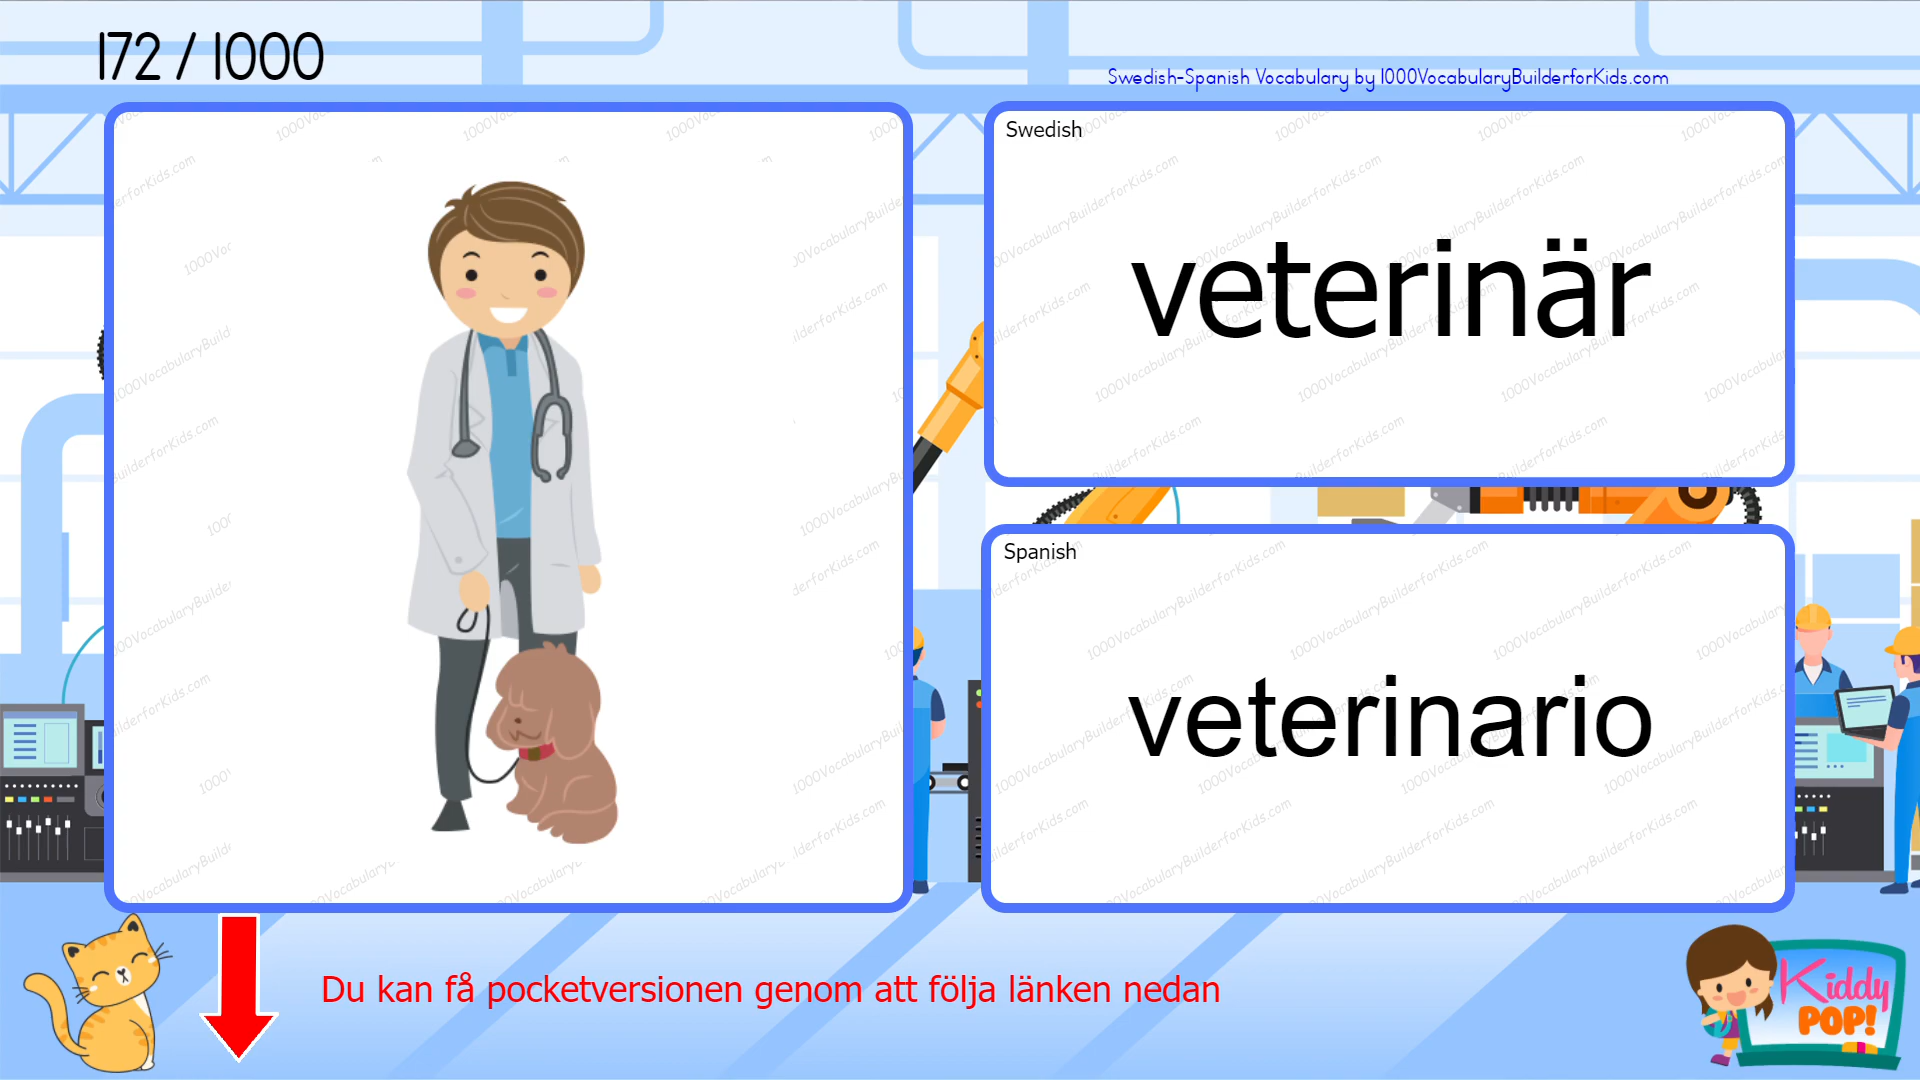 172 / 1000
Swedish-Spanish Vocabulary by 1000VocabularyBuilderforKids.com
Swedish
veterinär
Spanish
veterinario
Du kan få pocketversionen genom att följa länken nedan
Kiddy
POP!